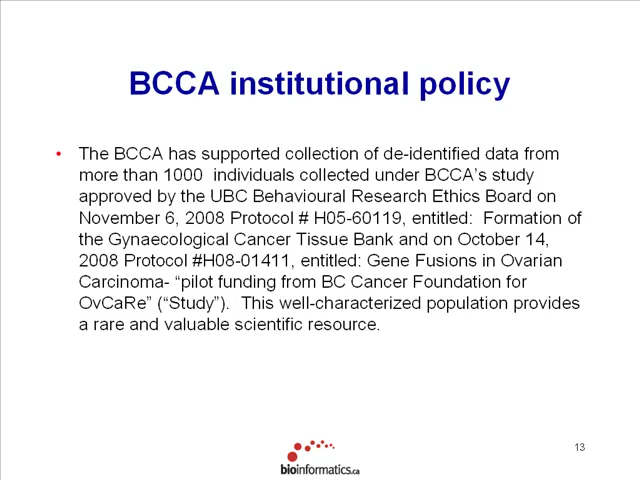 BCCA institutional policy
• The BCCA has supported collection of de-identified data from
more than 1000  individuals collected under BCCA's study
approved by the UBC Behavioural Research Ethics Board on
November 6, 2008 Protocol # H05-60119, entitled:  Formation of
the Gynaecological Cancer Tissue Bank and on October 14,
2008 Protocol #H08-01411, entitled: Gene Fusions in Ovarian
Carcinoma- “pilot funding from BC Cancer Foundation for
OvCaRe” (“Study”).  This well-characterized population provides
a rare and valuable scientific resource.
13
bioinformatics.ca